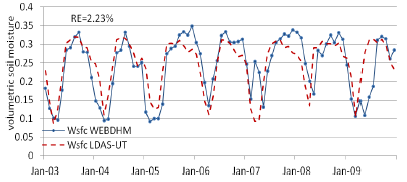 0.4
RE=2.23%
0.35
0.3
0.25
0.2
0.15
0.1
0.05
0
volumetric soil moisture
Wsfc WEBDHM
Wsfc LDAS-UT
Jan-03 Jan-04 Jan-05 Jan-06 Jan-07 Jan-08 Jan-09